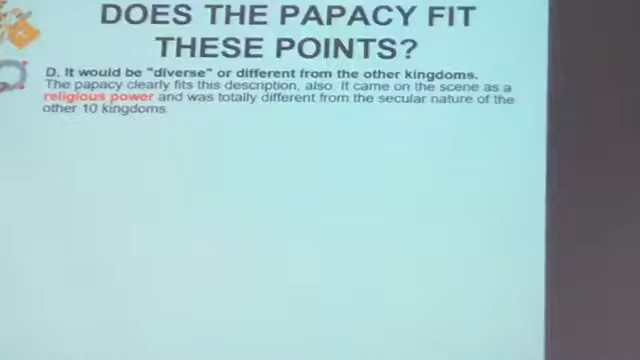 DOES THE PAPACY FIT
THESE POINTS?
D. It would be "diverse" or different from the other kingdoms.
The papacy clearly fits this description, also. It came on the scene as a
religious power and was totally different from the secular nature of the
other 10 kingdoms.